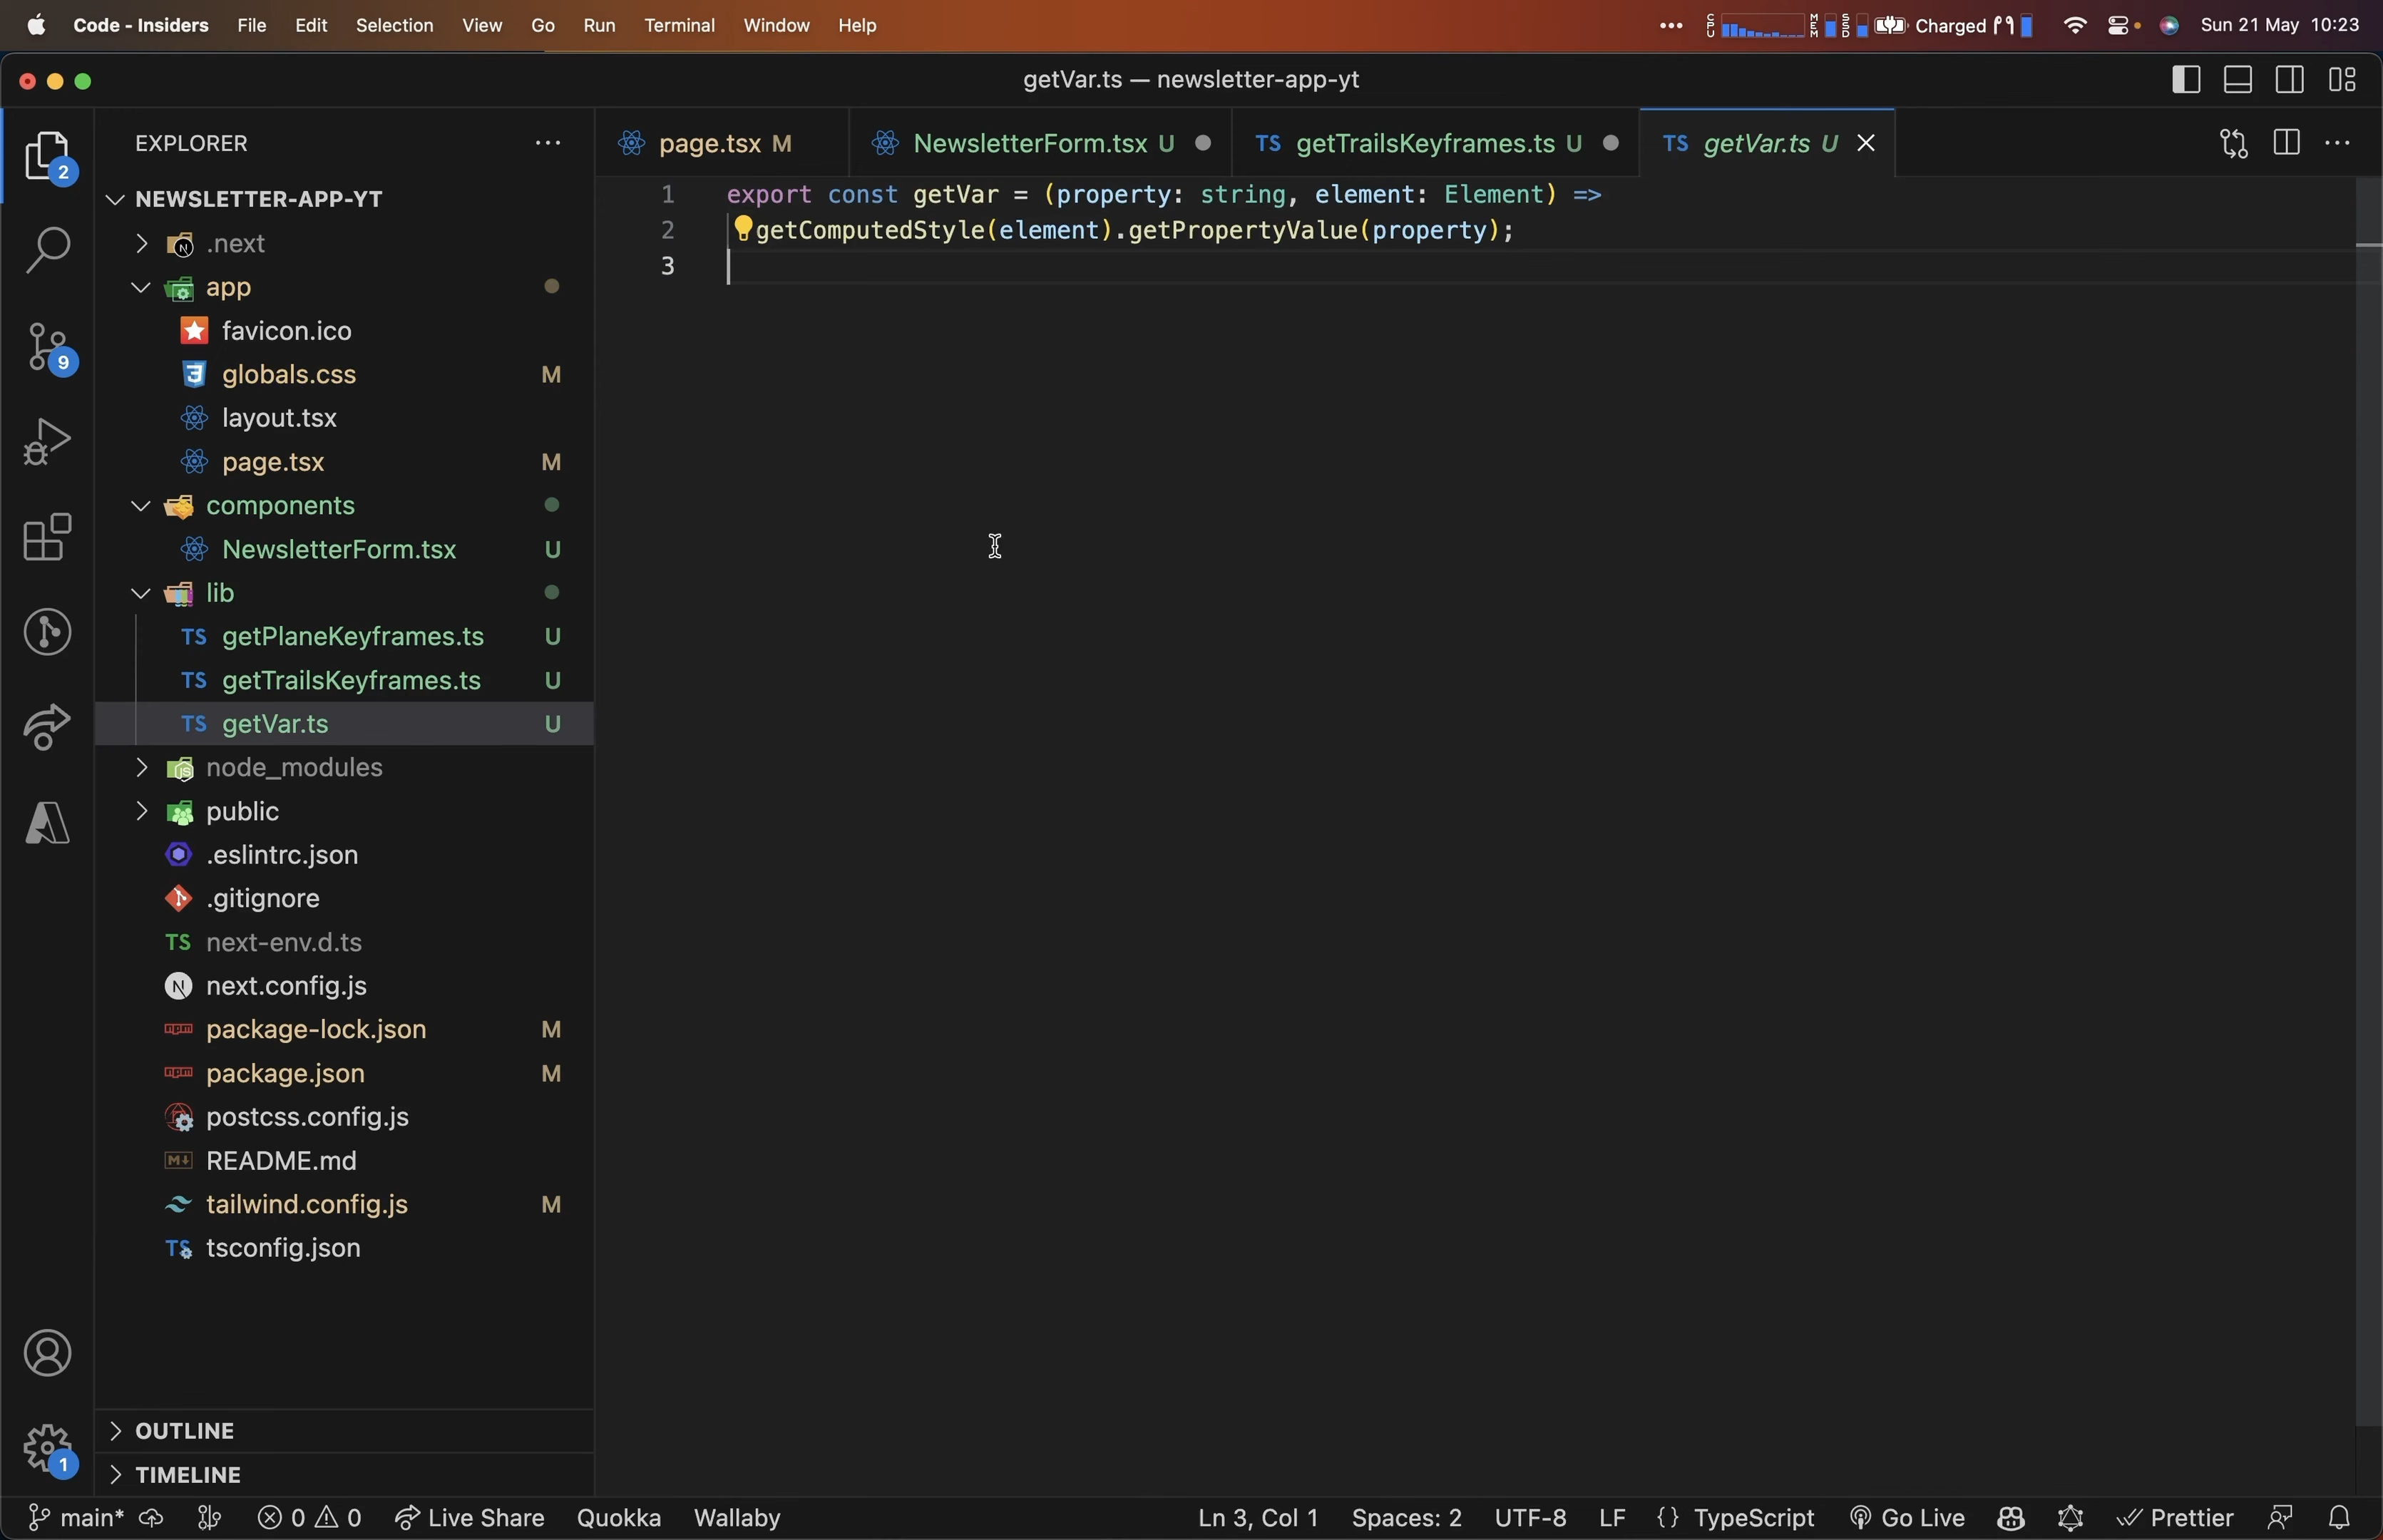 Code - Insiders File Edit Selection View Go Run Terminal Window Help
CPU MEM SSD Charged Sun 21 May 10:23
getVar.ts — newsletter-app-yt
EXPLORER
2
9
1
NEWSLETTER-APP-YT
.next
app
favicon.ico
globals.css M
layout.tsx
page.tsx M
components
NewsletterForm.tsx U
lib
getPlaneKeyframes.ts U
getTrailsKeyframes.ts U
getVar.ts U
node_modules
public
.eslintrc.json
.gitignore
next-env.d.ts
next.config.js
package-lock.json M
package.json M
postcss.config.js
README.md
tailwind.config.js M
tsconfig.json
OUTLINE
TIMELINE
page.tsx M NewsletterForm.tsx U TS getTrailsKeyframes.ts U TS getVar.ts U
1 export const getVar = (property: string, element: Element) =>
2 getComputedStyle(element).getPropertyValue(property);
3
main* 0 0 Live Share Quokka Wallaby Ln 3, Col 1 Spaces: 2 UTF-8 LF {} TypeScript Go Live Prettier